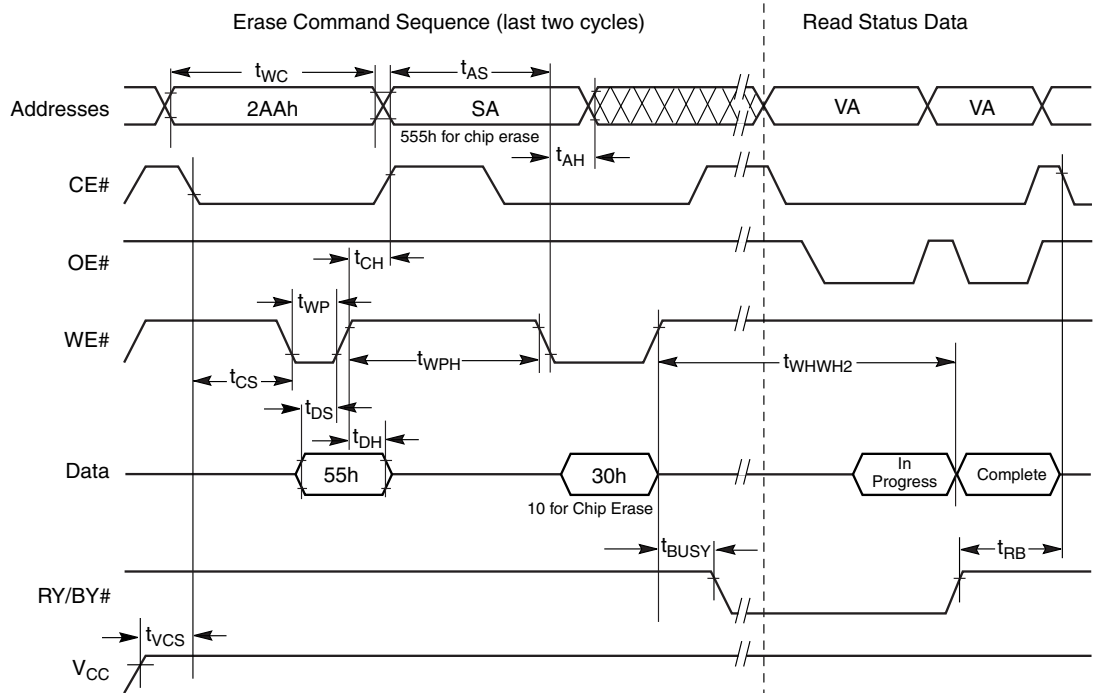 Erase Command Sequence (last two cycles)
Read Status Data
tWC
tAS
Addresses
2AAh
SA
VA
VA
555h for chip erase
tAH
CE#
OE#
tCH
tWP
WE#
tWPH
tWHWH2
tCS
tDS
tDH
Data
55h
30h
In
Progress
Complete
10 for Chip Erase
tBUSY
tRB
RY/BY#
tVCS
VCC